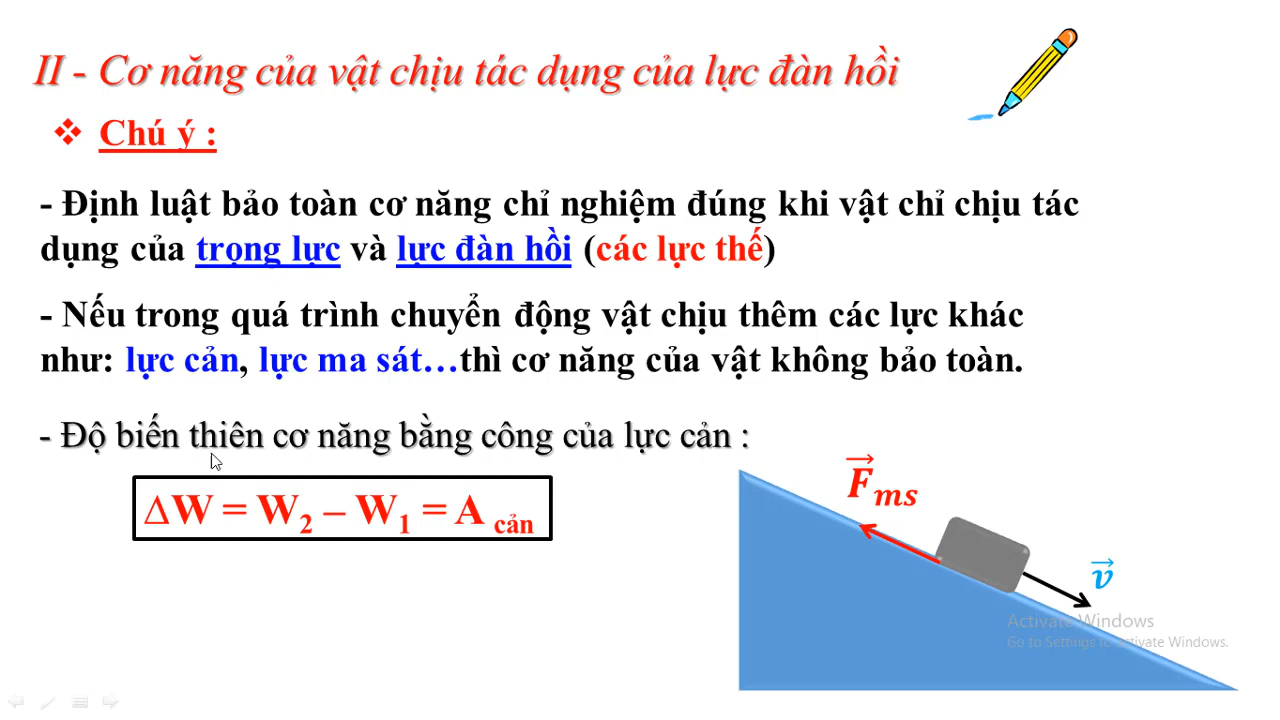 II - Cơ năng của vật chịu tác dụng của lực đàn hồi
❖ Chú ý :
- Định luật bảo toàn cơ năng chỉ nghiệm đúng khi vật chỉ chịu tác
dụng của trọng lực và lực đàn hồi (các lực thế)
- Nếu trong quá trình chuyển động vật chịu thêm các lực khác
như: lực cản, lực ma sát…thì cơ năng của vật không bảo toàn.
- Độ biến thiên cơ năng bằng công của lực cản :
∆W = W₂ – W₁ = A cản
F⃗ms
v⃗
Activate Windows
Go to Settings to activate Windows.